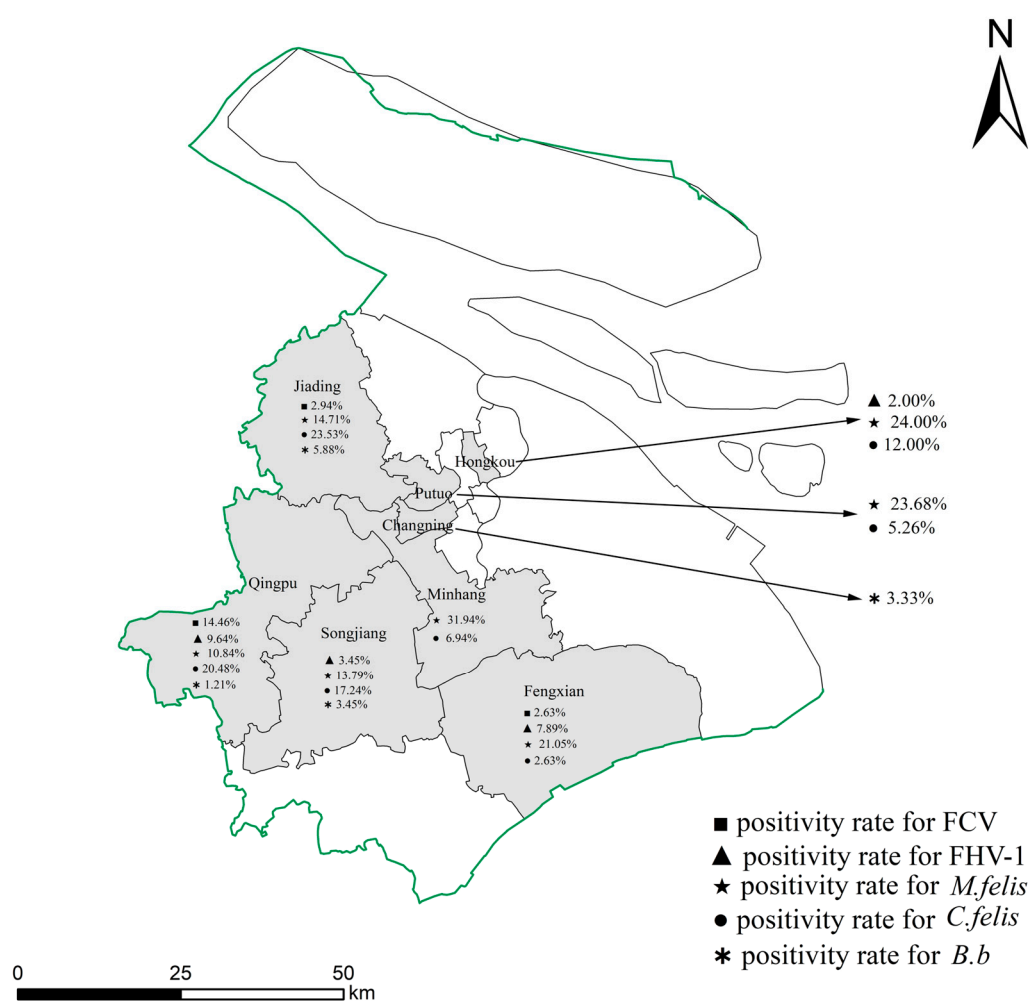 N
Jiading
■ 2.94%
★ 14.71%
● 23.53%
✱ 5.88%
▲ 2.00%
★ 24.00%
● 12.00%
Hongkou
Putuo
★ 23.68%
● 5.26%
Changning
✱ 3.33%
Qingpu
■ 14.46%
▲ 9.64%
★ 10.84%
● 20.48%
✱ 1.21%
Songjiang
▲ 3.45%
★ 13.79%
● 17.24%
✱ 3.45%
Minhang
★ 31.94%
● 6.94%
Fengxian
■ 2.63%
▲ 7.89%
★ 21.05%
● 2.63%
■ positivity rate for FCV
▲ positivity rate for FHV-1
★ positivity rate for M.felis
● positivity rate for C.felis
✱ positivity rate for B.b
0 25 50
km